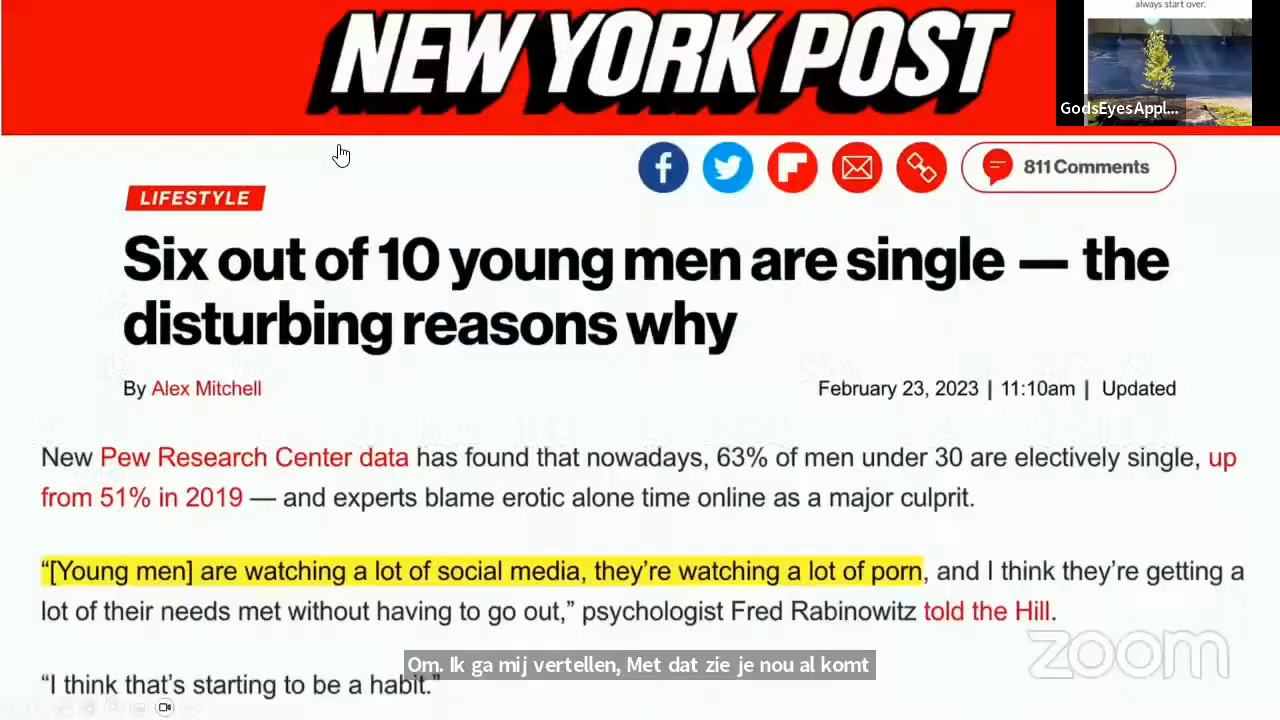 NEW YORK POST
always start over.
GodsEyesAppl...
811 Comments
LIFESTYLE
Six out of 10 young men are single — the
disturbing reasons why
By Alex Mitchell
February 23, 2023 | 11:10am | Updated
New Pew Research Center data has found that nowadays, 63% of men under 30 are electively single, up
from 51% in 2019 — and experts blame erotic alone time online as a major culprit.
“[Young men] are watching a lot of social media, they’re watching a lot of porn, and I think they’re getting a
lot of their needs met without having to go out,” psychologist Fred Rabinowitz told the Hill.
zoom
Om. Ik ga mij vertellen, Met dat zie je nou al komt
“I think that’s starting to be a habit.”